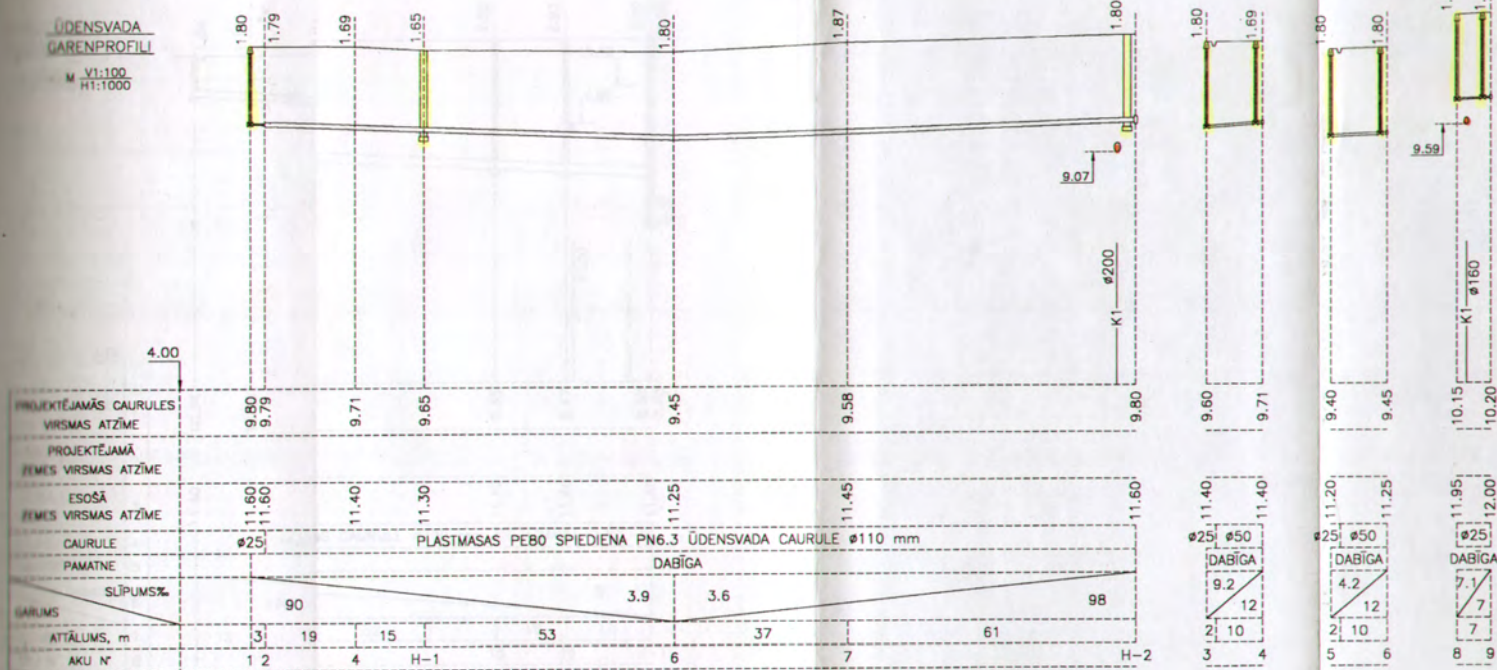 ŪDENSVADA
GARENPROFILI
M V1:100
H1:1000
1.80 1.79 1.69 1.65 1.80 1.87 1.80 1.80 1.69 1.80 1.80
9.07
9.59
K1 ø200
K1 ø160
4.00
PROJEKTĒJAMĀS CAURULES
VIRSMAS ATZĪME
9.80 9.79 9.71 9.65 9.45 9.58 9.80 9.60 9.71 9.40 9.45 10.15 10.20
PROJEKTĒJAMĀ
ZEMES VIRSMAS ATZĪME
ESOŠĀ
ZEMES VIRSMAS ATZĪME
11.60 11.60 11.40 11.30 11.25 11.45 11.60 11.40 11.40 11.20 11.25 11.95 12.00
CAURULE ø25 PLASTMASAS PE80 SPIEDIENA PN6.3 ŪDENSVADA CAURULE ø110 mm ø25 ø50 ø25 ø50 ø25
PAMATNE DABĪGA DABĪGA DABĪGA DABĪGA
SLĪPUMS‰ 3.9 3.6 9.2 4.2 7.1
GARUMS 90 98 12 12 7
ATTĀLUMS, m 3 19 15 53 37 61 2 10 2 10 7
AKU N° 1 2 4 H-1 6 7 H-2 3 4 5 6 8 9